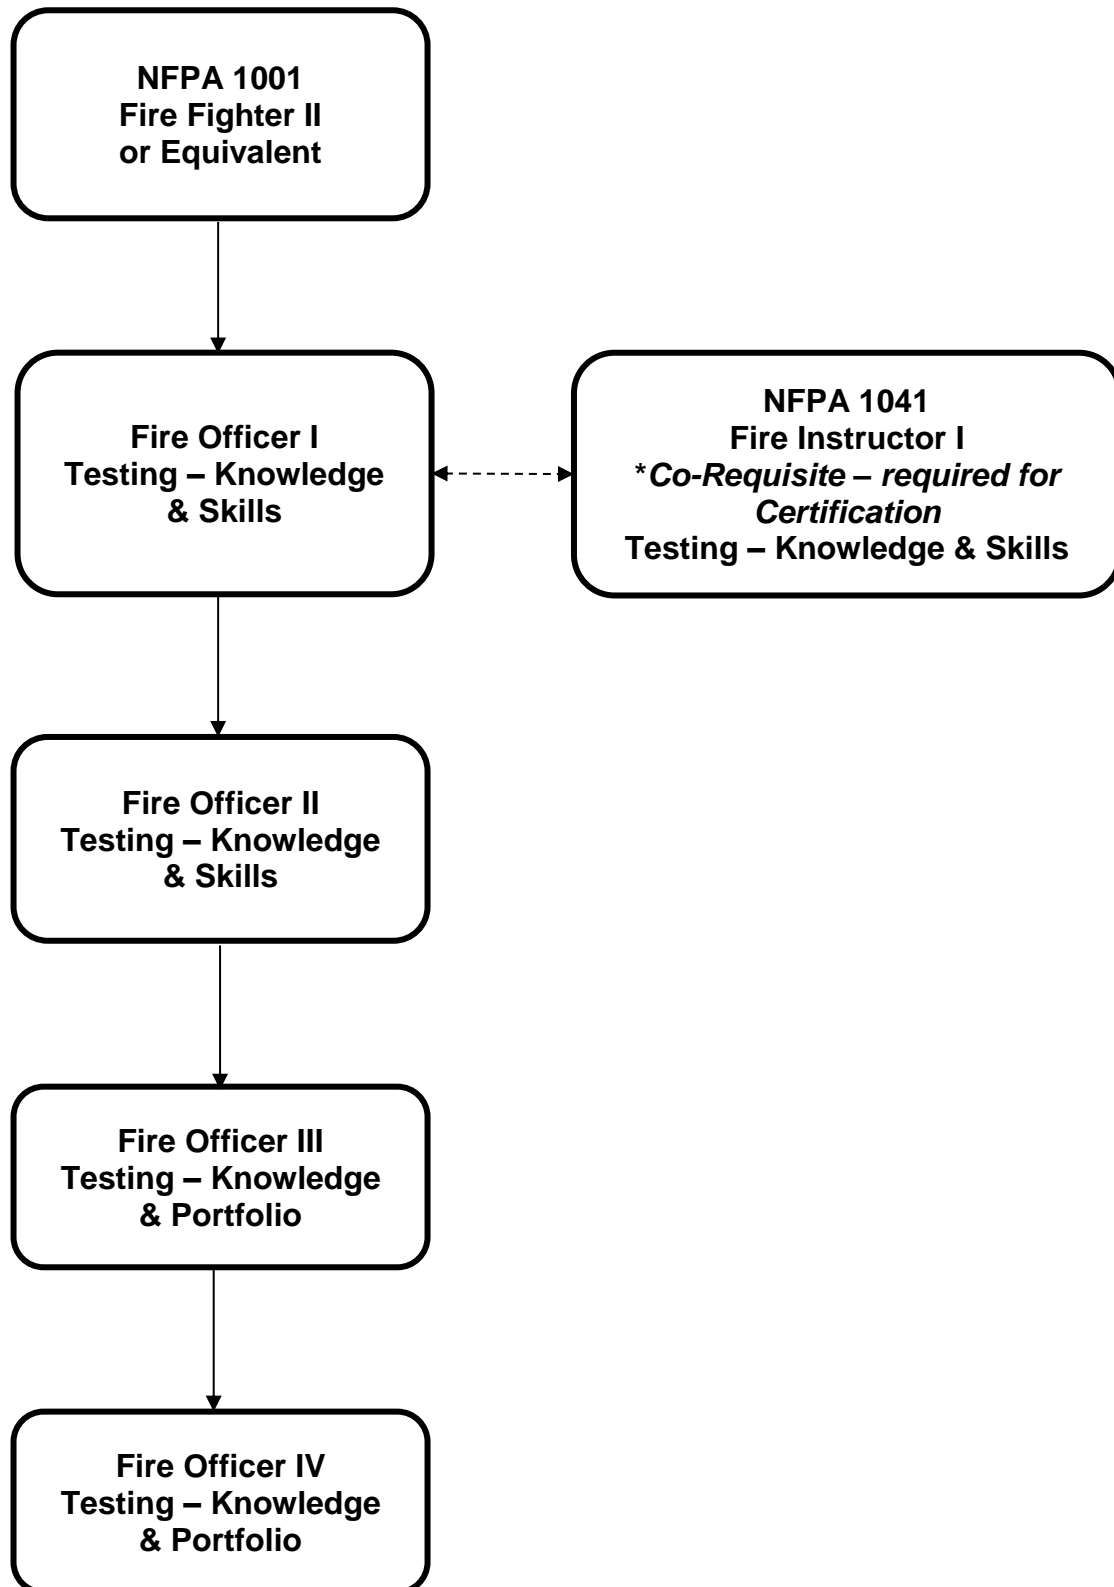 NFPA 1001
Fire Fighter II
or Equivalent
Fire Officer I
Testing – Knowledge
& Skills
NFPA 1041
Fire Instructor I
*Co-Requisite – required for
Certification
Testing – Knowledge & Skills
Fire Officer II
Testing – Knowledge
& Skills
Fire Officer III
Testing – Knowledge
& Portfolio
Fire Officer IV
Testing – Knowledge
& Portfolio